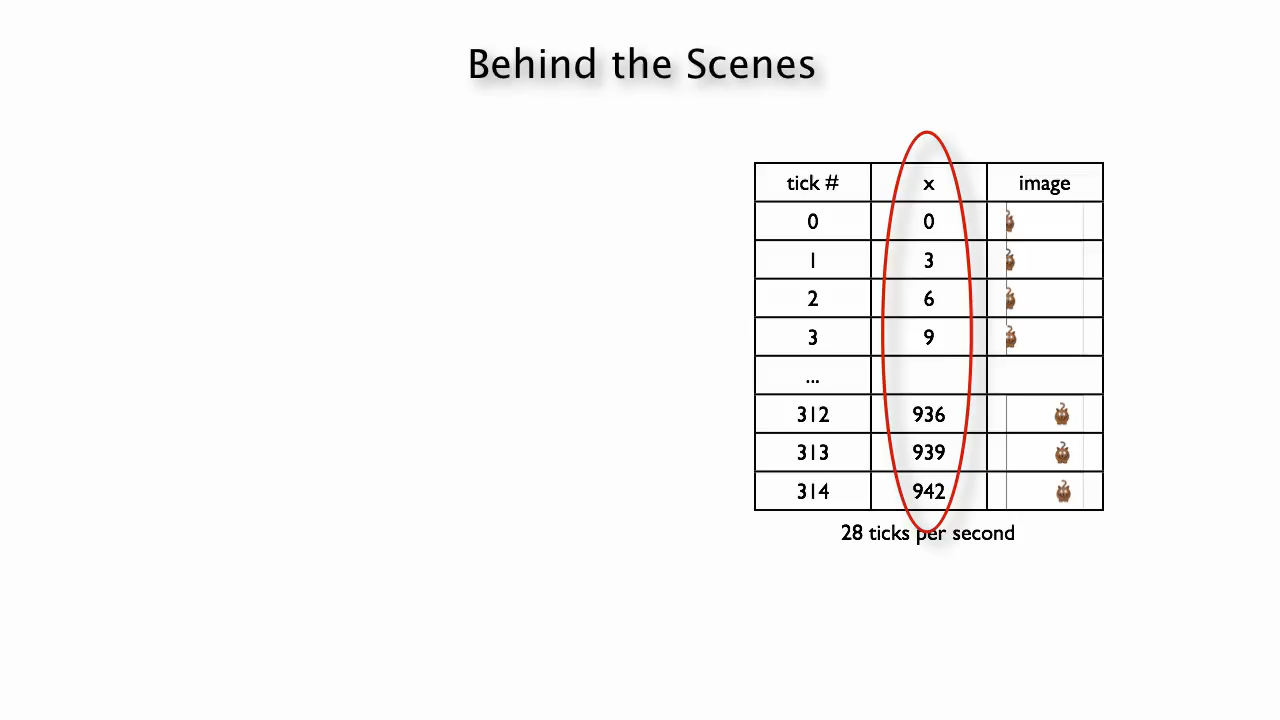 Behind the Scenes
tick # x image
0 0
1 3
2 6
3 9
...
312 936
313 939
314 942
28 ticks per second